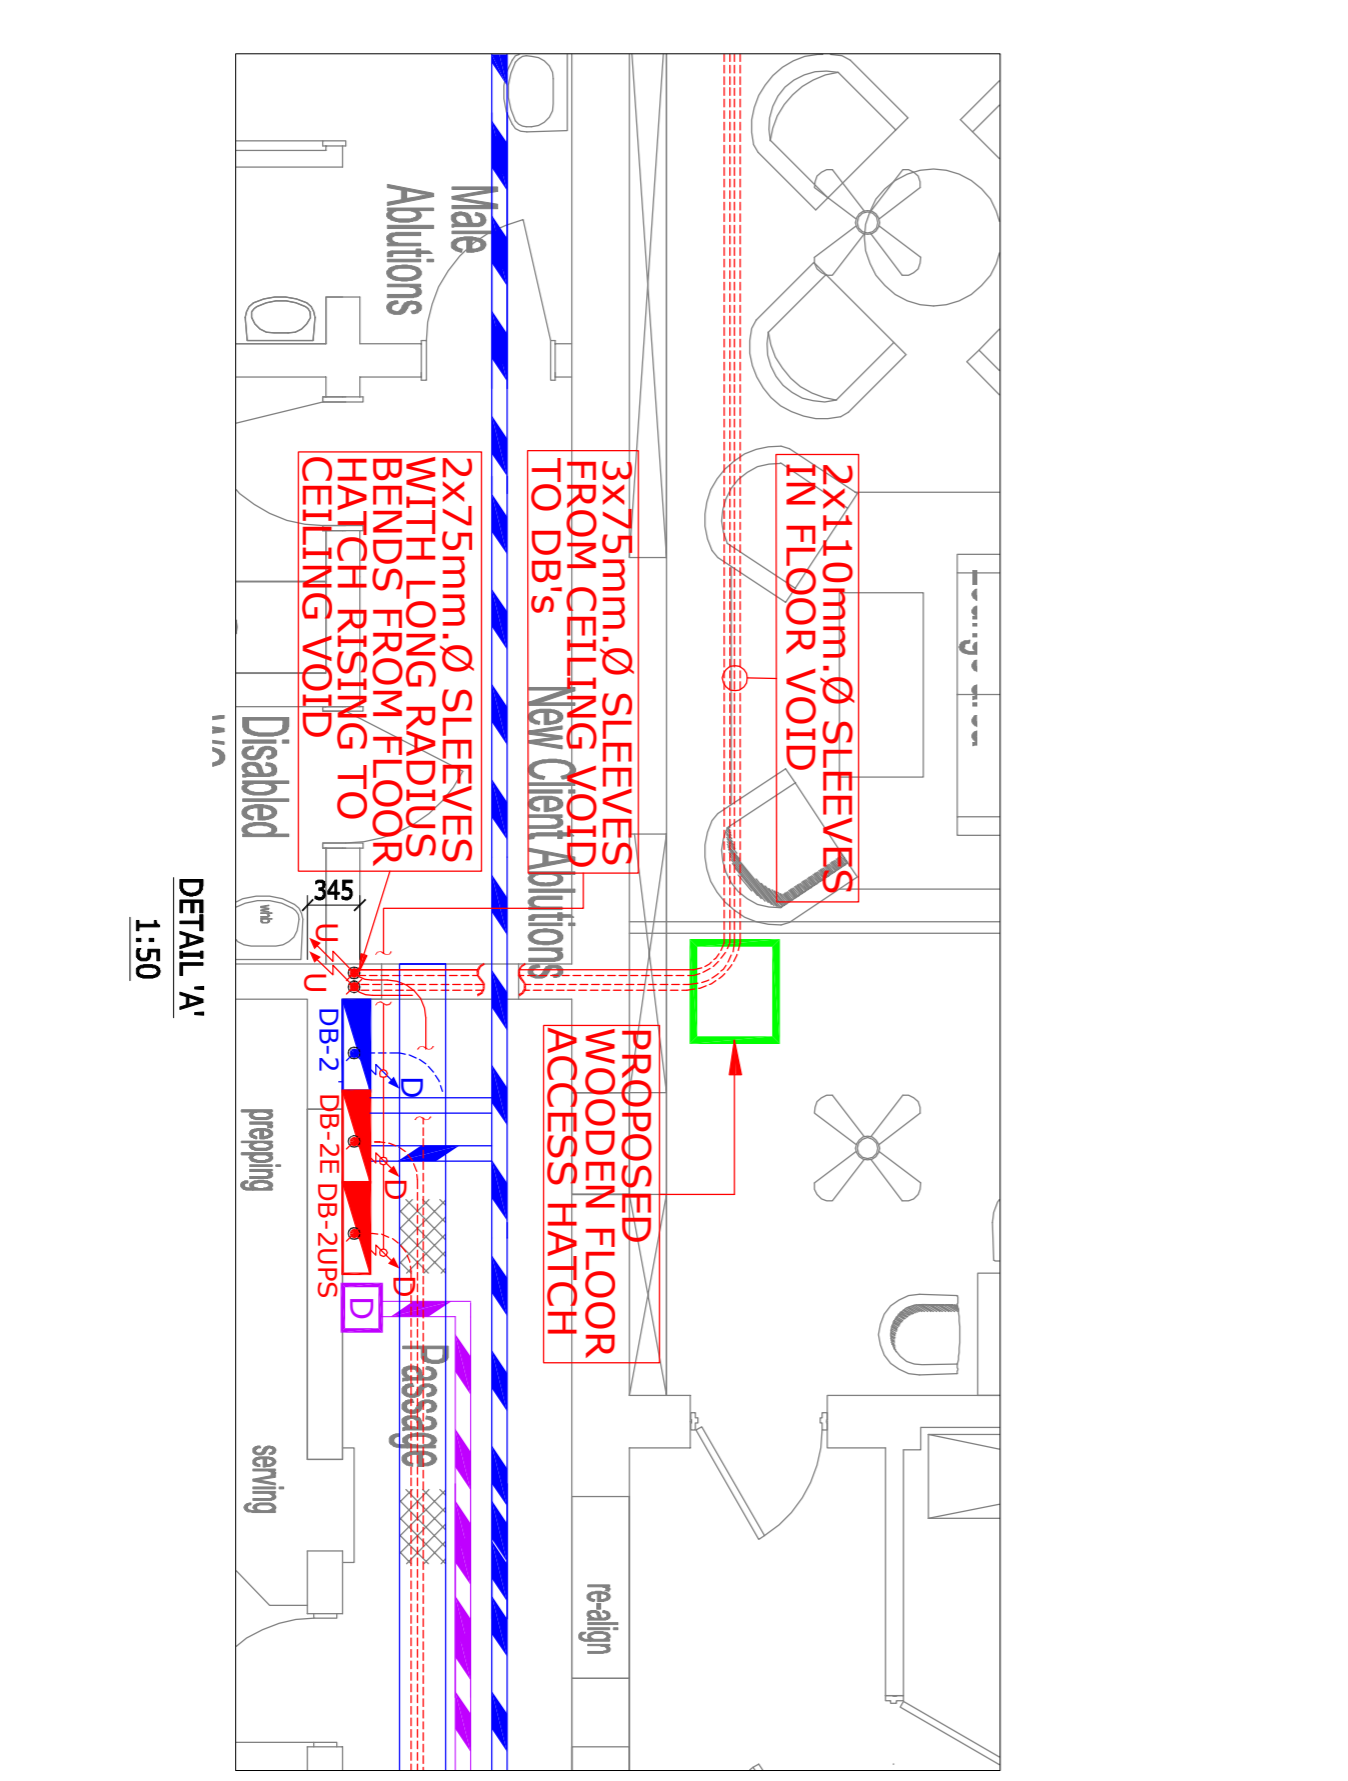 2x110mm.Ø SLEEVES
IN FLOOR VOID
3x75mm.Ø SLEEVES
FROM CEILING VOID
TO DB's
2x75mm.Ø SLEEVES
WITH LONG RADIUS
BENDS FROM FLOOR
HATCH RISING TO
CEILING VOID
PROPOSED
WOODEN FLOOR
ACCESS HATCH
Male
Ablutions
New Client Ablutions
Disabled
whb
345
U
U
DB-2
D
DB-2E
D
DB-2UPS
D
D
Passage
prepping
serving
re-align
DETAIL 'A'
1:50